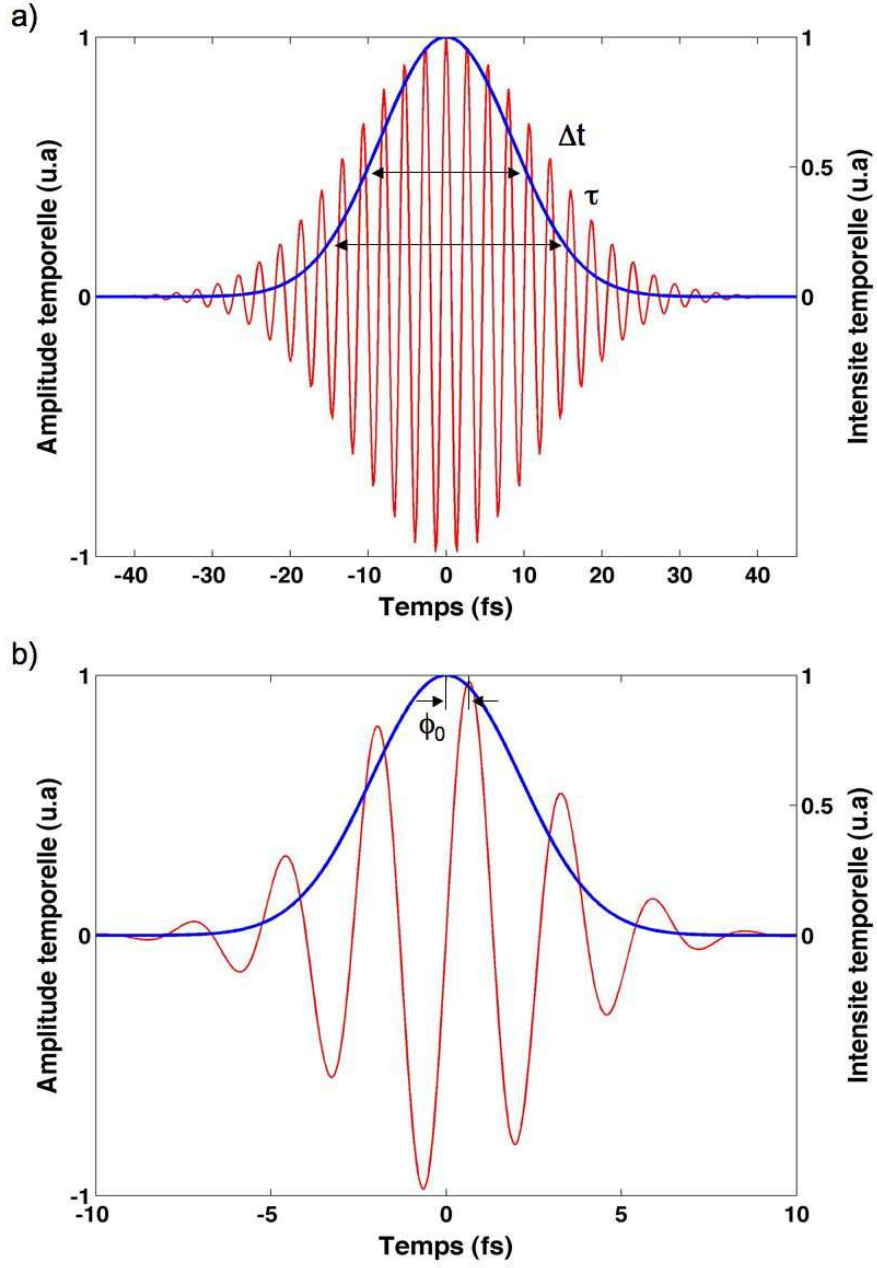 a)
1
1
Δt
τ
0.5
0
0
-1
-40 -30 -20 -10 0 10 20 30 40
Temps (fs)
Amplitude temporelle (u.a)
Intensite temporelle (u.a)
b)
1
1
ϕ0
0.5
0
0
-1
-10 -5 0 5 10
Temps (fs)
Amplitude temporelle (u.a)
Intensite temporelle (u.a)